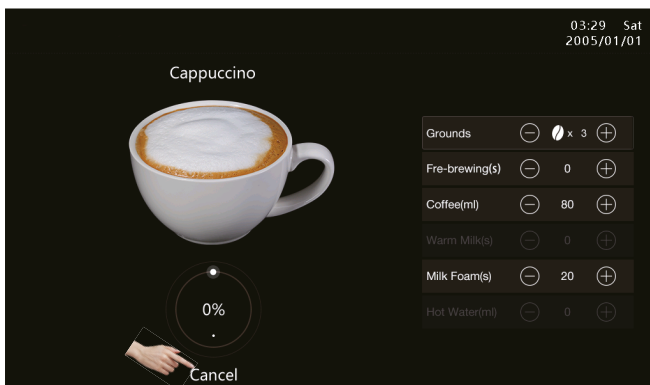 03:29 Sat
2005/01/01
Cappuccino
Grounds x 3
Fre-brewing(s) 0
Coffee(ml) 80
Warm Milk(s) 0
Milk Foam(s) 20
Hot Water(ml) 0
0%
Cancel